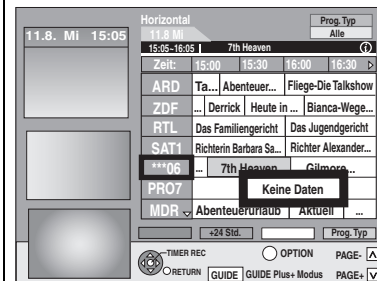 Horizontal Prog. Typ
11.8. Mi 15:05 11.8 Mi Alle
15:05~16:05 7th Heaven i
Zeit: 15:00 15:30 16:00 16:30
ARD Ta... Abenteuer... Fliege-Die Talkshow
ZDF ... Derrick Heute in ... Bianca-Wege...
RTL Das Familiengericht Das Jugendgericht
SAT1 Richterin Barbara Sa... Richter Alexander...
***06 ... 7th Heaven Gilmore...
PRO7 Keine Daten
MDR Abenteuerurlaub Aktuell ...
+24 Std. Prog. Typ
TIMER REC OPTION PAGE-
RETURN GUIDE GUIDE Plus+ Modus PAGE+